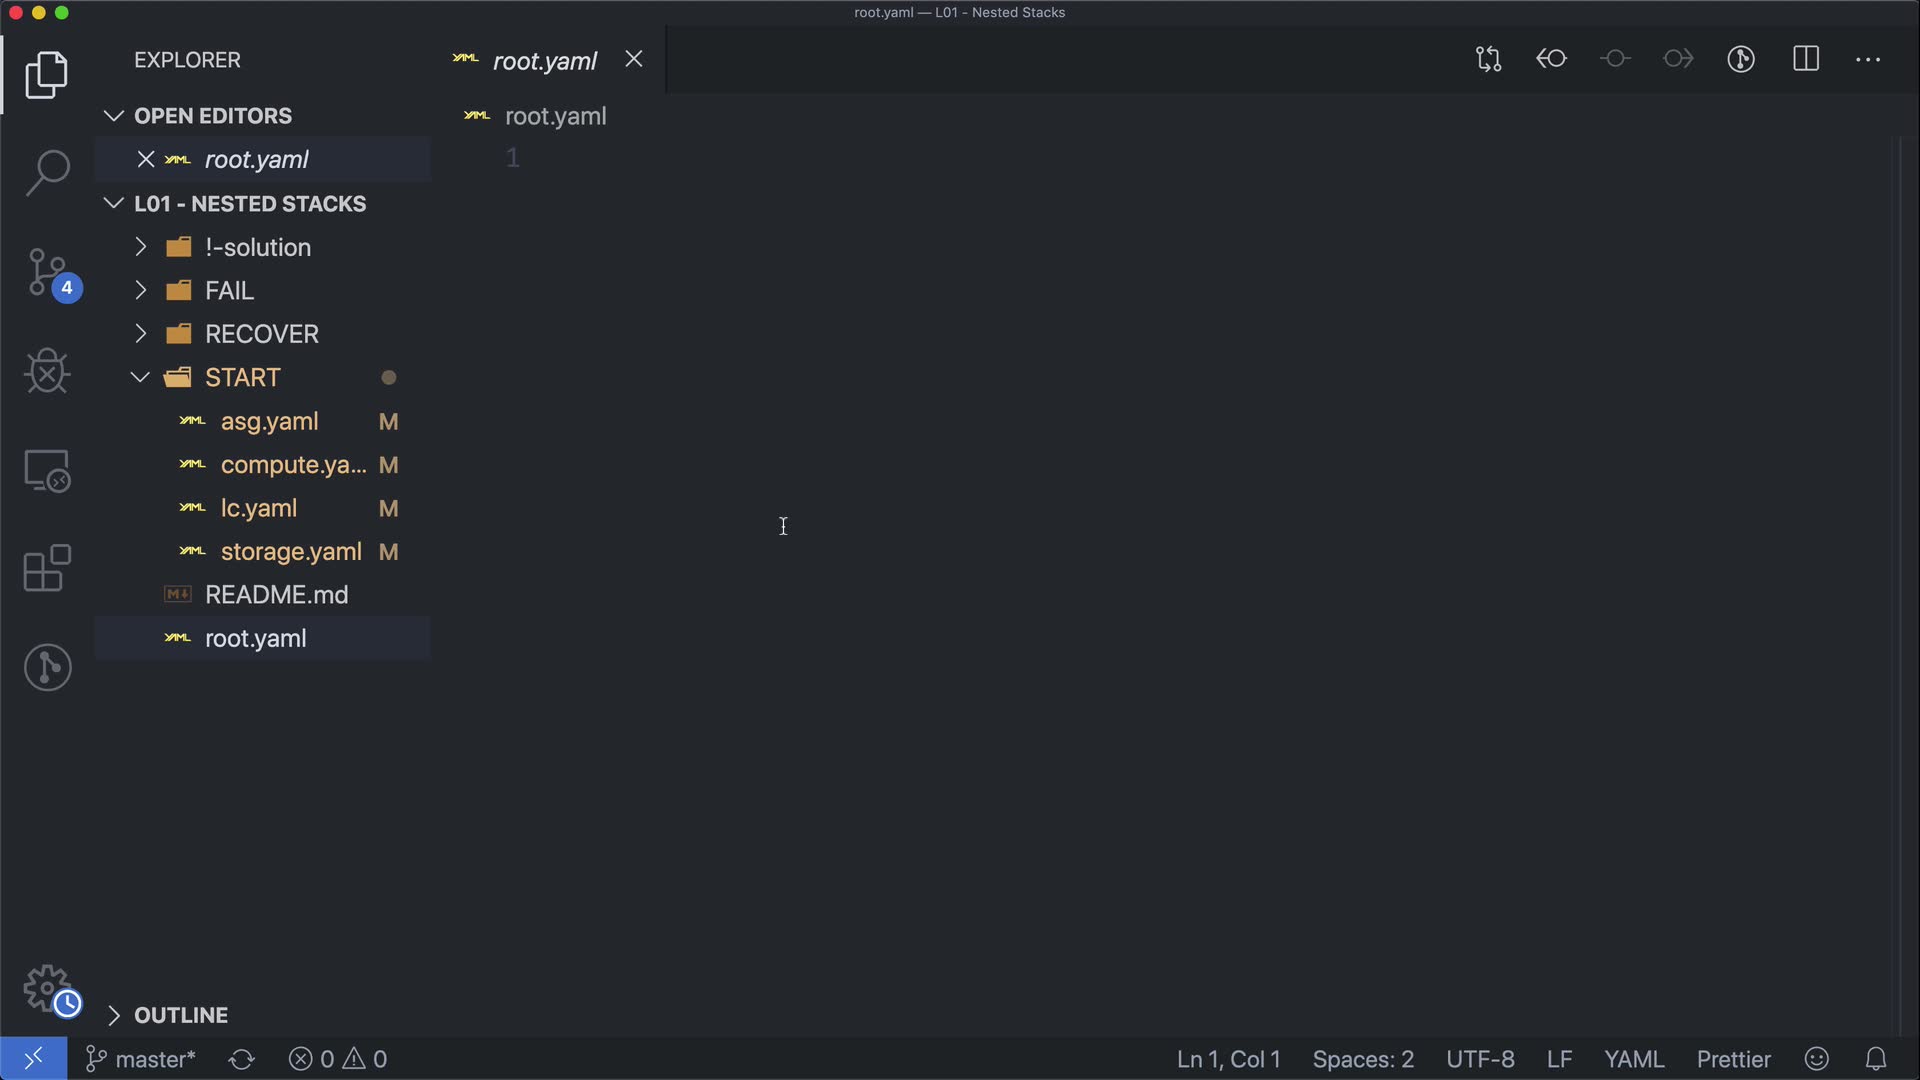 root.yaml — L01 - Nested Stacks
EXPLORER
root.yaml
OPEN EDITORS
root.yaml
root.yaml
1
L01 - NESTED STACKS
!-solution
FAIL
4
RECOVER
START
asg.yaml M
compute.ya... M
lc.yaml M
storage.yaml M
README.md
root.yaml
OUTLINE
master* 0 0 Ln 1, Col 1 Spaces: 2 UTF-8 LF YAML Prettier